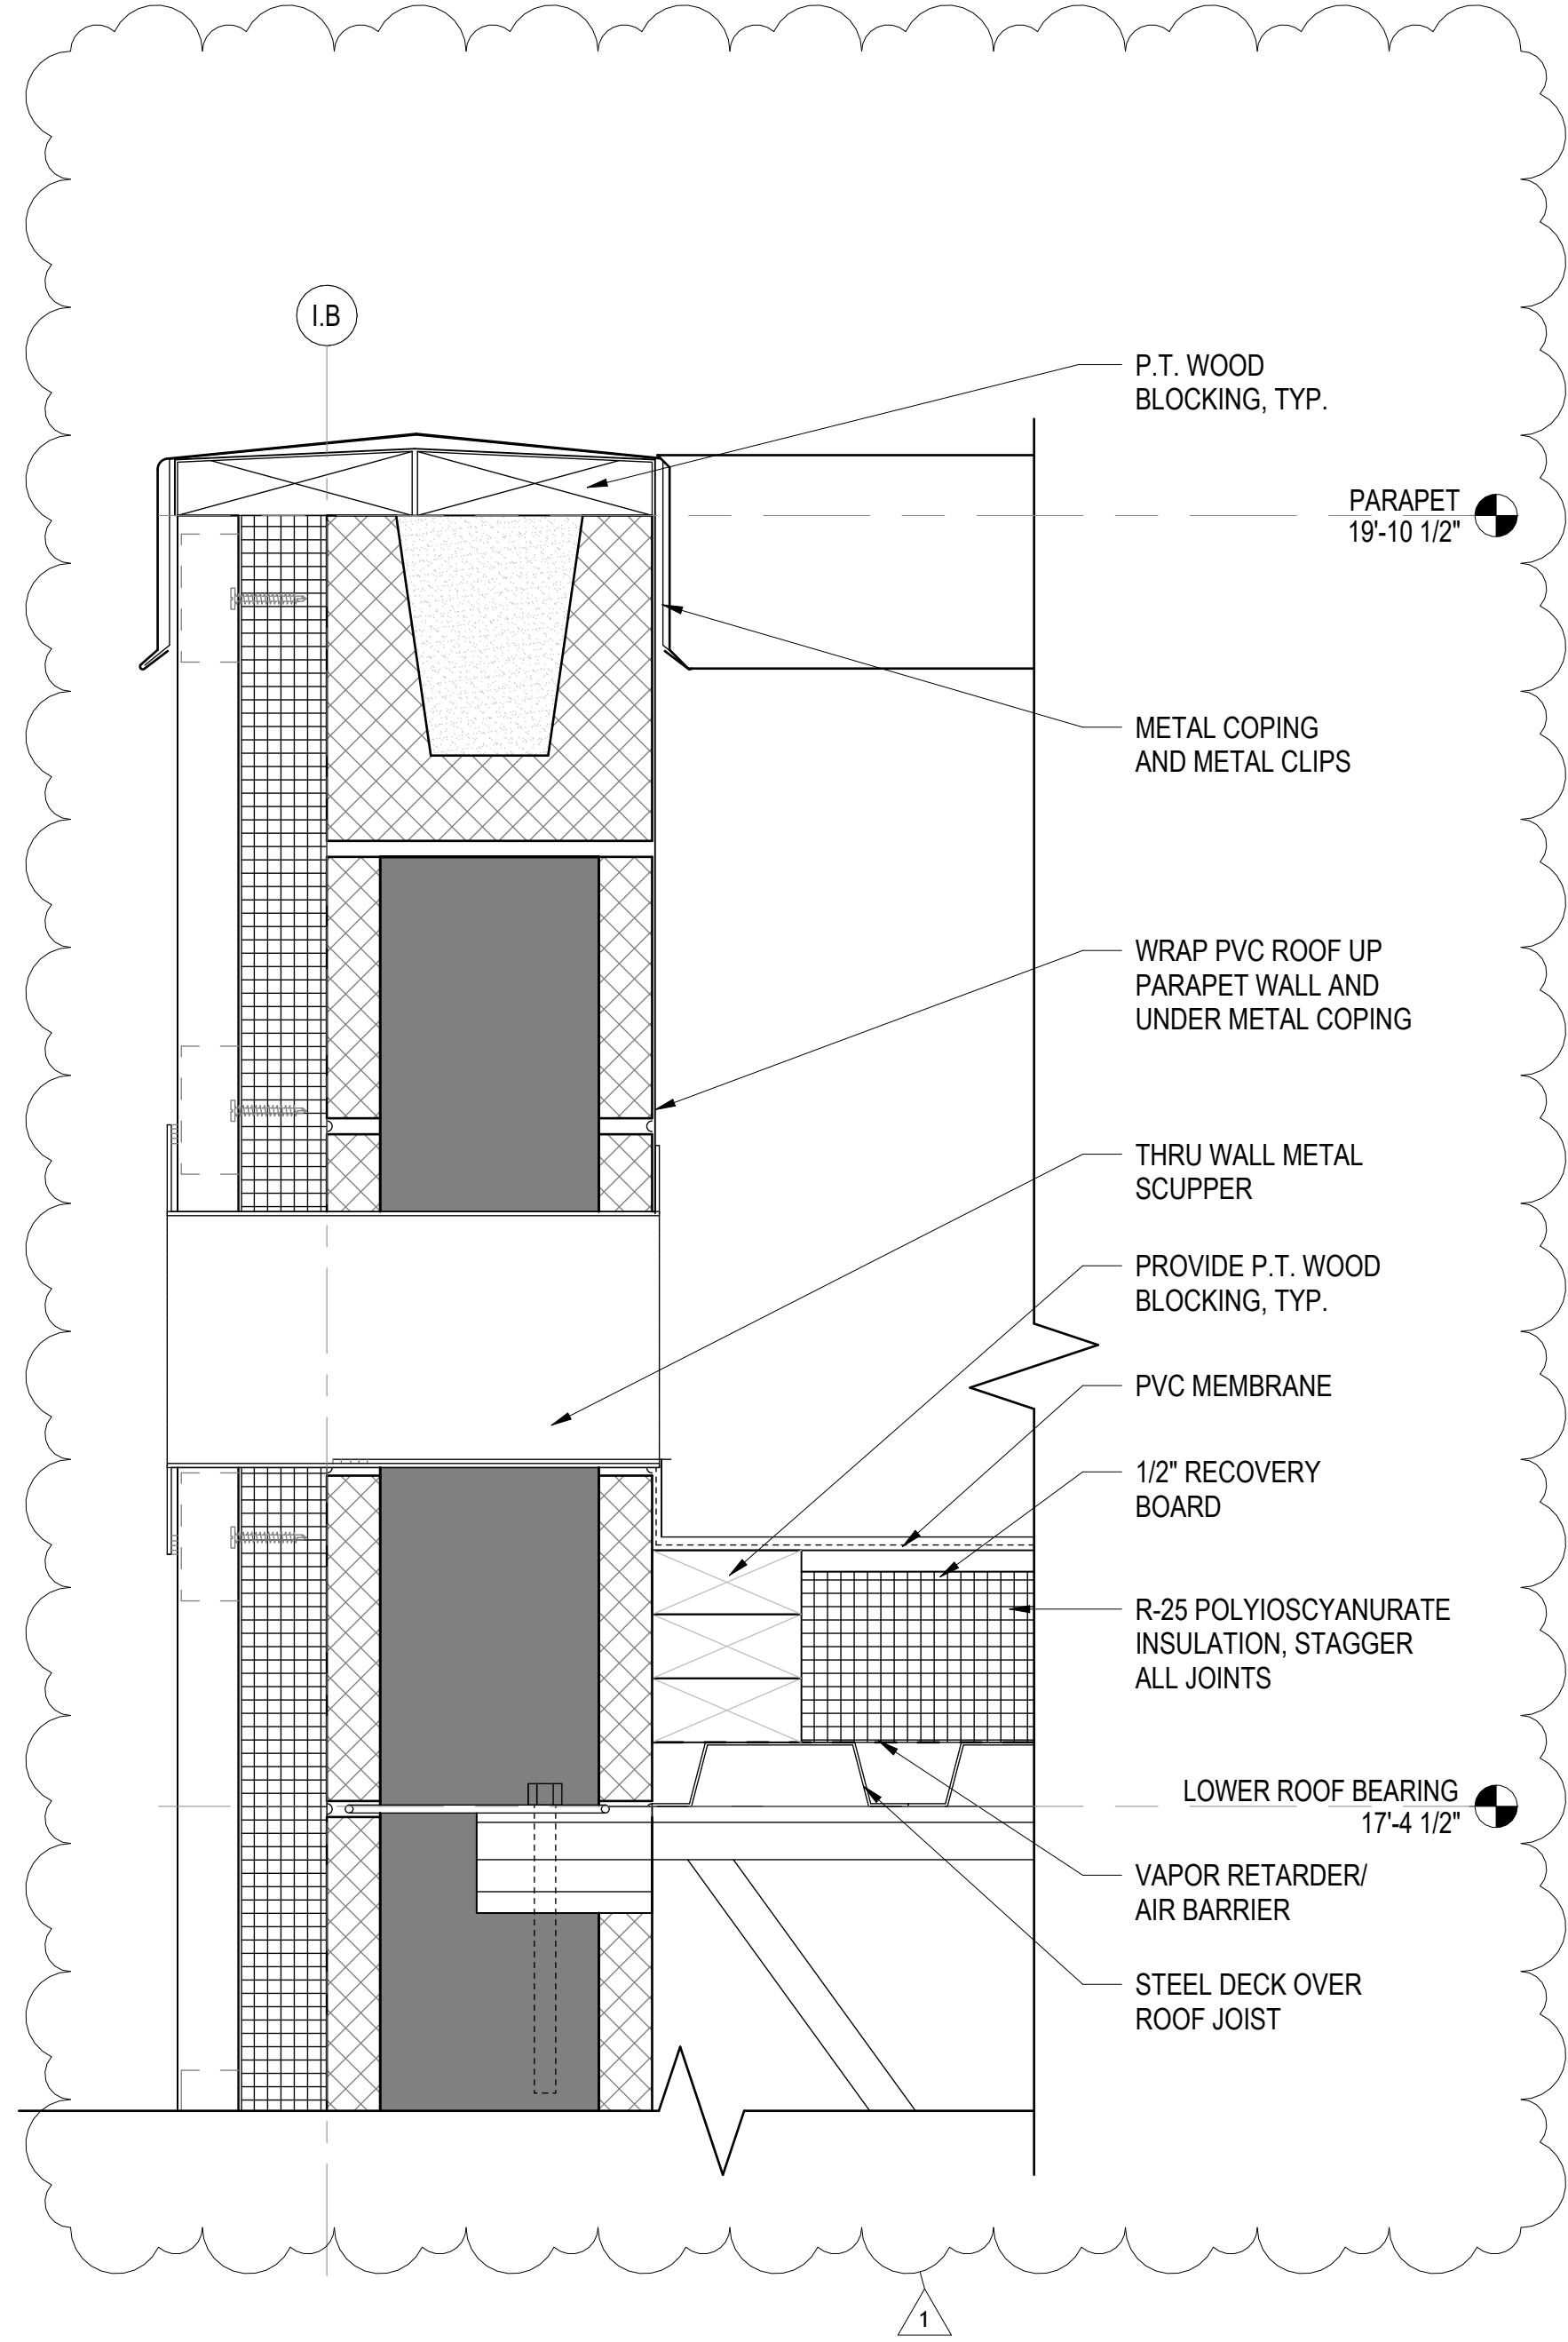 I.B
P.T. WOOD
BLOCKING, TYP.
PARAPET
19'-10 1/2"
METAL COPING
AND METAL CLIPS
WRAP PVC ROOF UP
PARAPET WALL AND
UNDER METAL COPING
THRU WALL METAL
SCUPPER
PROVIDE P.T. WOOD
BLOCKING, TYP.
PVC MEMBRANE
1/2" RECOVERY
BOARD
R-25 POLYIOSCYANURATE
INSULATION, STAGGER
ALL JOINTS
LOWER ROOF BEARING
17'-4 1/2"
VAPOR RETARDER/
AIR BARRIER
STEEL DECK OVER
ROOF JOIST
1